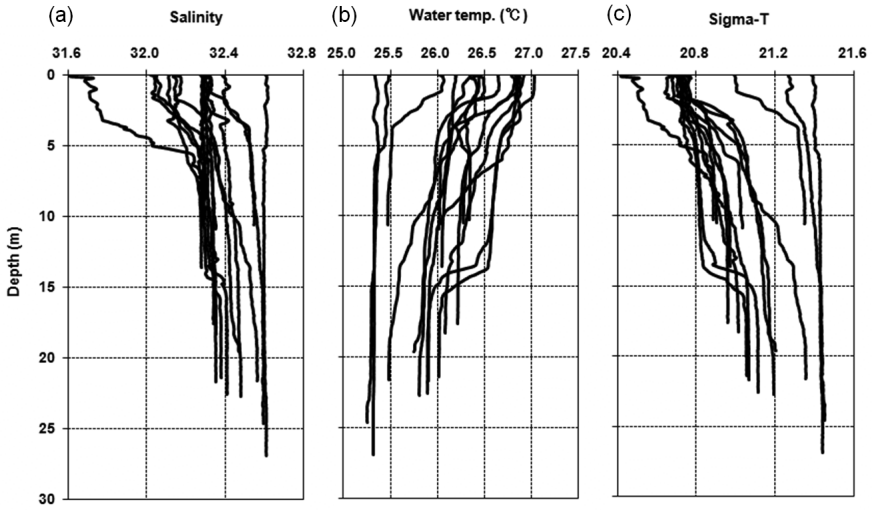 (a) Salinity
31.6 32.0 32.4 32.8
(b) Water temp. (℃)
25.0 25.5 26.0 26.5 27.0 27.5
(c) Sigma-T
20.4 20.8 21.2 21.6
Depth (m)
0
5
10
15
20
25
30